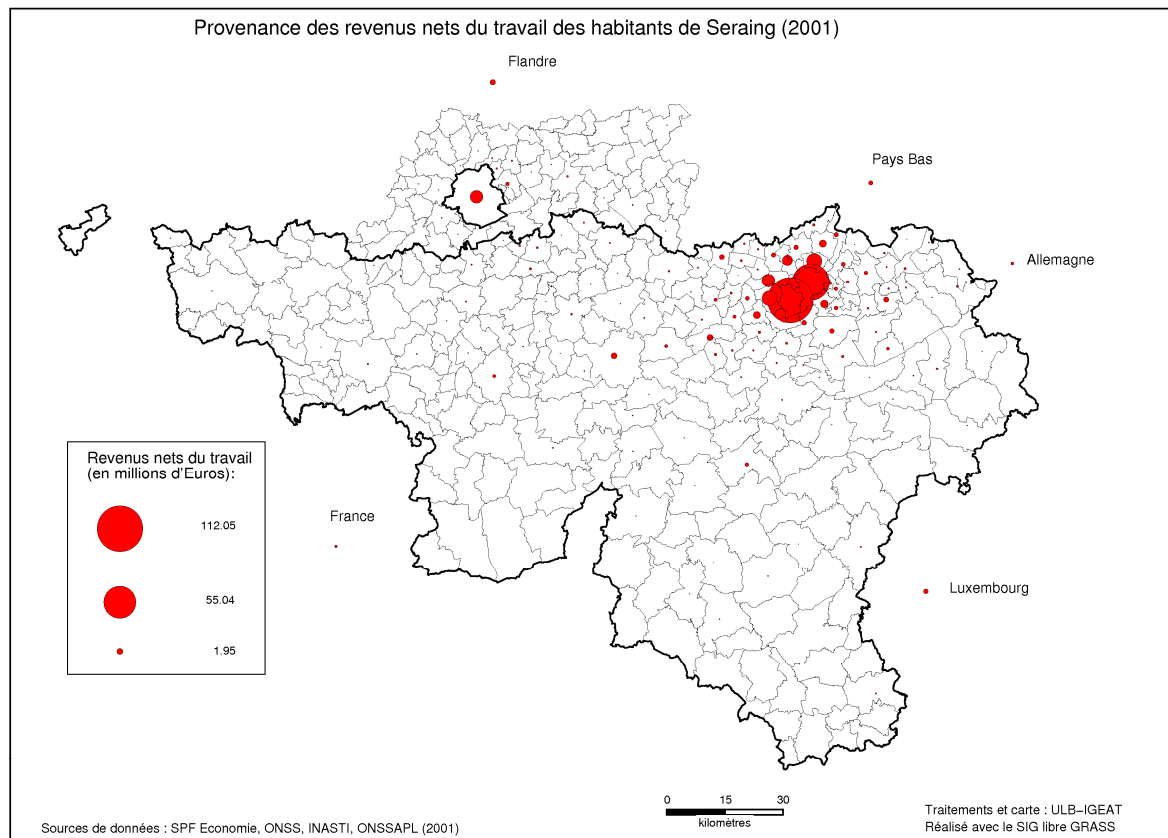 Provenance des revenus nets du travail des habitants de Seraing (2001)
Flandre
Pays Bas
Allemagne
Revenus nets du travail
(en millions d'Euros):
112.05
55.04
1.95
France
Luxembourg
0 15 30
kilomètres
Sources de données : SPF Economie, ONSS, INASTI, ONSSAPL (2001)
Traitements et carte : ULB–IGEAT
Réalisé avec le SIG libre GRASS